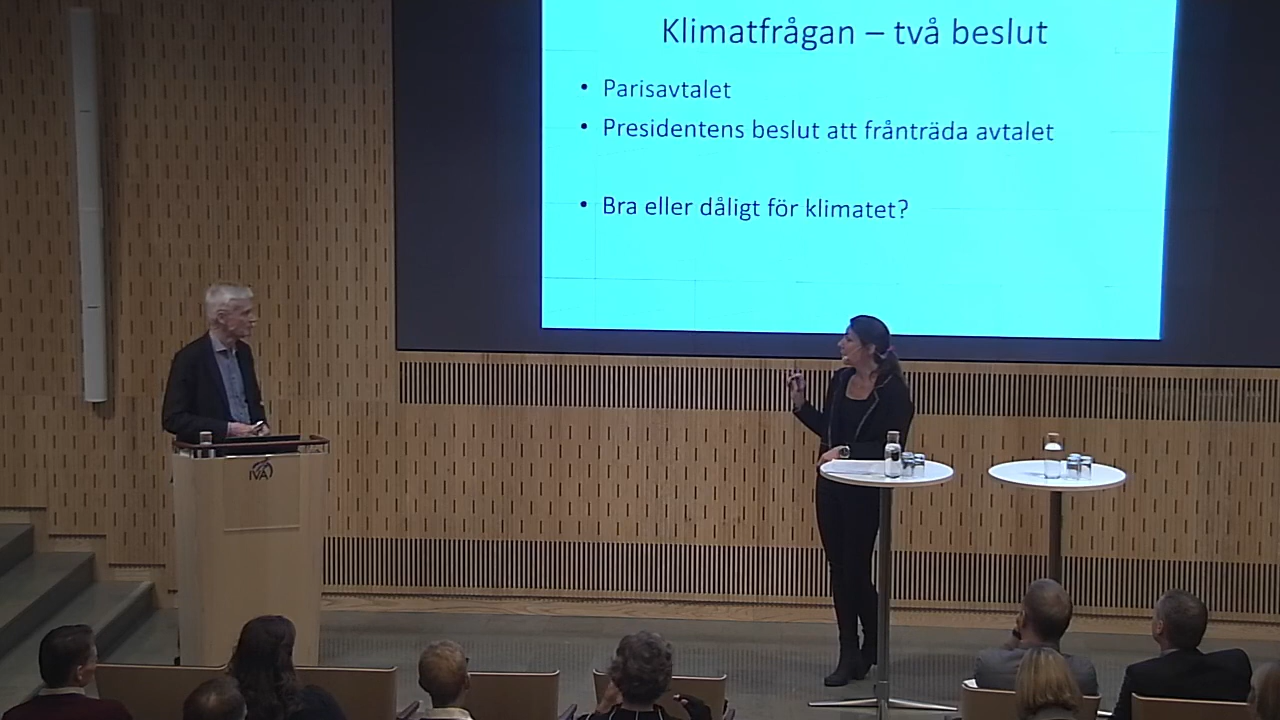 Klimatfrågan – två beslut
• Parisavtalet
• Presidentens beslut att frånträda avtalet
• Bra eller dåligt för klimatet?
IVA